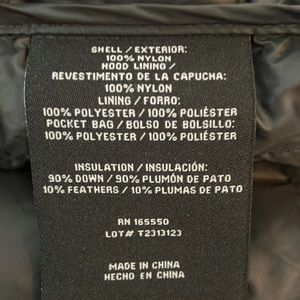 SHELL / EXTERIOR:
100% NYLON
HOOD LINING /
REVESTIMENTO DE LA CAPUCHA:
100% NYLON
LINING / FORRO:
100% POLYESTER / 100% POLIÉSTER
POCKET BAG / BOLSO DE BOLSILLO:
100% POLYESTER / 100% POLIÉSTER
INSULATION / INSULACIÓN:
90% DOWN / 90% PLUMÓN DE PATO
10% FEATHERS / 10% PLUMAS DE PATO
RN 165550
LOT# T2313123
MADE IN CHINA
HECHO EN CHINA